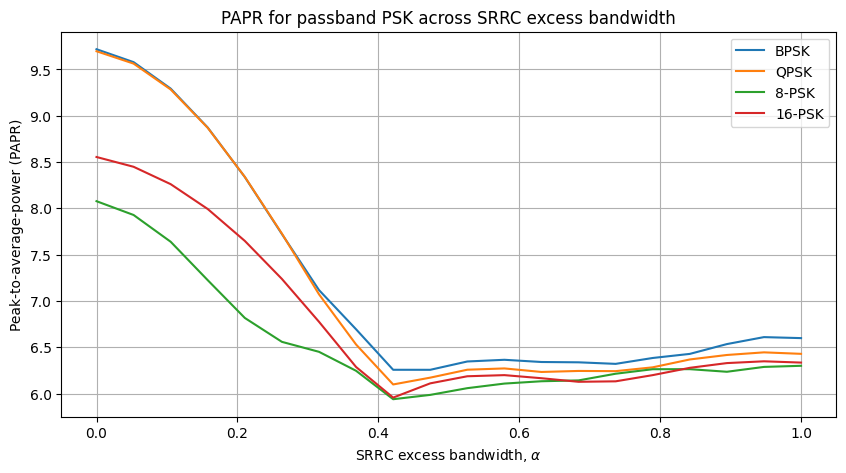 PAPR for passband PSK across SRRC excess bandwidth
BPSK
QPSK
8-PSK
16-PSK
Peak-to-average-power (PAPR)
9.5
9.0
8.5
8.0
7.5
7.0
6.5
6.0
0.0 0.2 0.4 0.6 0.8 1.0
SRRC excess bandwidth, α